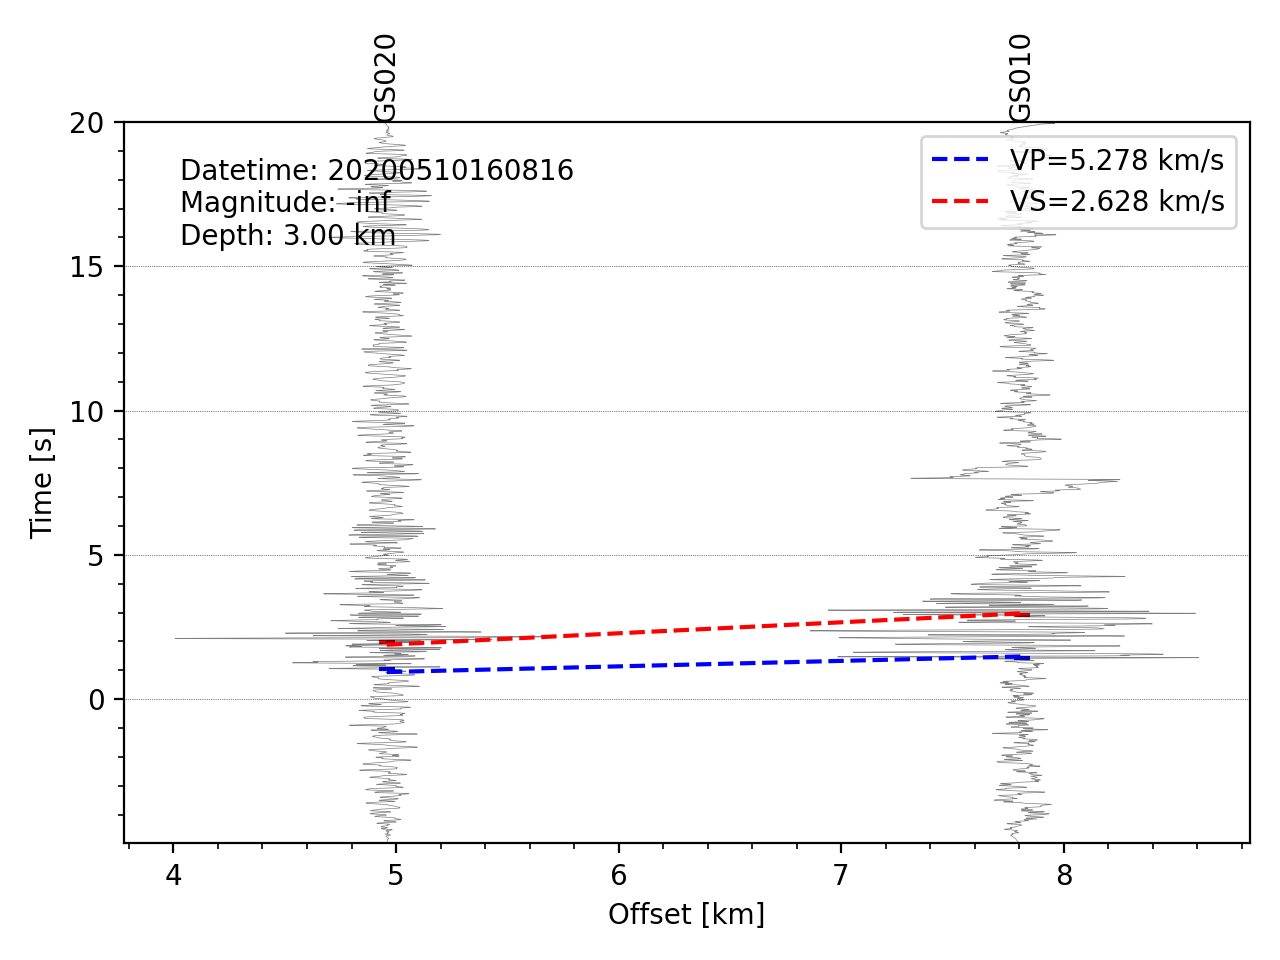 GS020
GS010
Datetime: 20200510160816
Magnitude: -inf
Depth: 3.00 km
VP=5.278 km/s
VS=2.628 km/s
20
15
10
5
0
Time [s]
4
5
6
7
8
Offset [km]